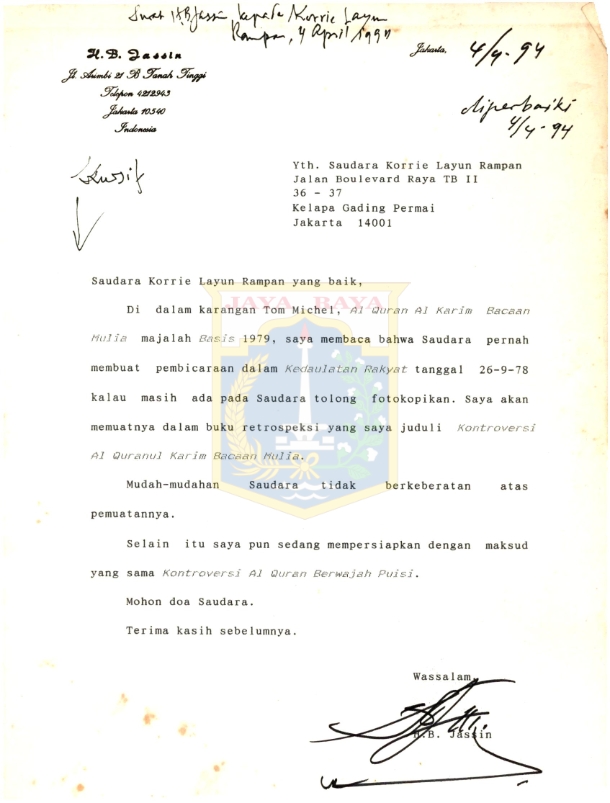 Surat HB Jassin kepada Korrie Layun
Rampan, 4 April 1994
H.B. Jassin
Jl. Arimbi 21 B Tanah Tinggi
Telepon 4212943
Jakarta 10540
Indonesia
Jakarta, 4/4-94
diperbaiki
4/4-94
Kursif
Yth. Saudara Korrie Layun Rampan
Jalan Boulevard Raya TB II
36 - 37
Kelapa Gading Permai
Jakarta 14001
Saudara Korrie Layun Rampan yang baik,
JAYA RAYA
Di dalam karangan Tom Michel, Al Quran Al Karim Bacaan
Mulia majalah Basis 1979, saya membaca bahwa Saudara pernah
membuat pembicaraan dalam Kedaulatan Rakyat tanggal 26-9-78
kalau masih ada pada Saudara tolong fotokopikan. Saya akan
memuatnya dalam buku retrospeksi yang saya juduli Kontroversi
Al Quranul Karim Bacaan Mulia.
Mudah-mudahan Saudara tidak berkeberatan atas
pemuatannya.
Selain itu saya pun sedang mempersiapkan dengan maksud
yang sama Kontroversi Al Quran Berwajah Puisi.
Mohon doa Saudara.
Terima kasih sebelumnya.
Wassalam,
H.B. Jassin